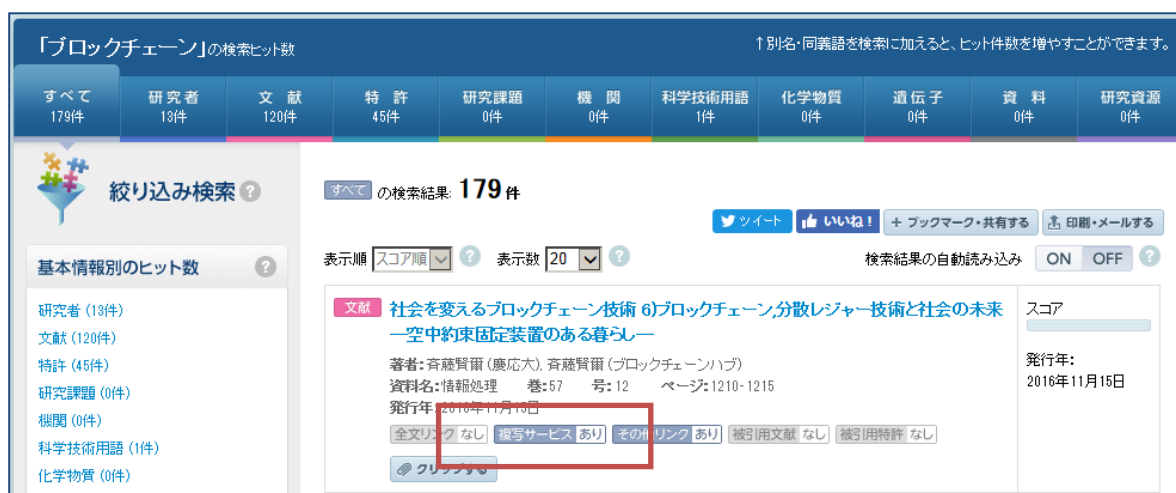 「ブロックチェーン」の検索ヒット数
↑別名・同義語を検索に加えると、ヒット件数を増やすことができます。
すべて 研究者 文献 特許 研究課題 機関 科学技術用語 化学物質 遺伝子 資料 研究資源
179件 13件 120件 45件 0件 0件 1件 0件 0件 0件 0件
絞り込み検索 ?
すべて の検索結果: 179 件
ツイート いいね! + ブックマーク・共有する 印刷・メールする
表示順 スコア順 ? 表示数 20 ? 検索結果の自動読み込み ON OFF ?
基本情報別のヒット数 ?
研究者 (13件)
文献 (120件)
特許 (45件)
研究課題 (0件)
機関 (0件)
科学技術用語 (1件)
化学物質 (0件)
文献 社会を変えるブロックチェーン技術 6)ブロックチェーン,分散レジャー技術と社会の未来
―空中約束固定装置のある暮らし―
著者: 斉藤賢爾 (慶応大), 斉藤賢爾 (ブロックチェーンハブ)
資料名:情報処理 巻:57 号:12 ページ:1210-1215
発行年:2016年11月15日
全文リンク なし 複写サービス あり その他リンク あり 被引用文献 なし 被引用特許 なし
クリップする
スコア
発行年:
2016年11月15日